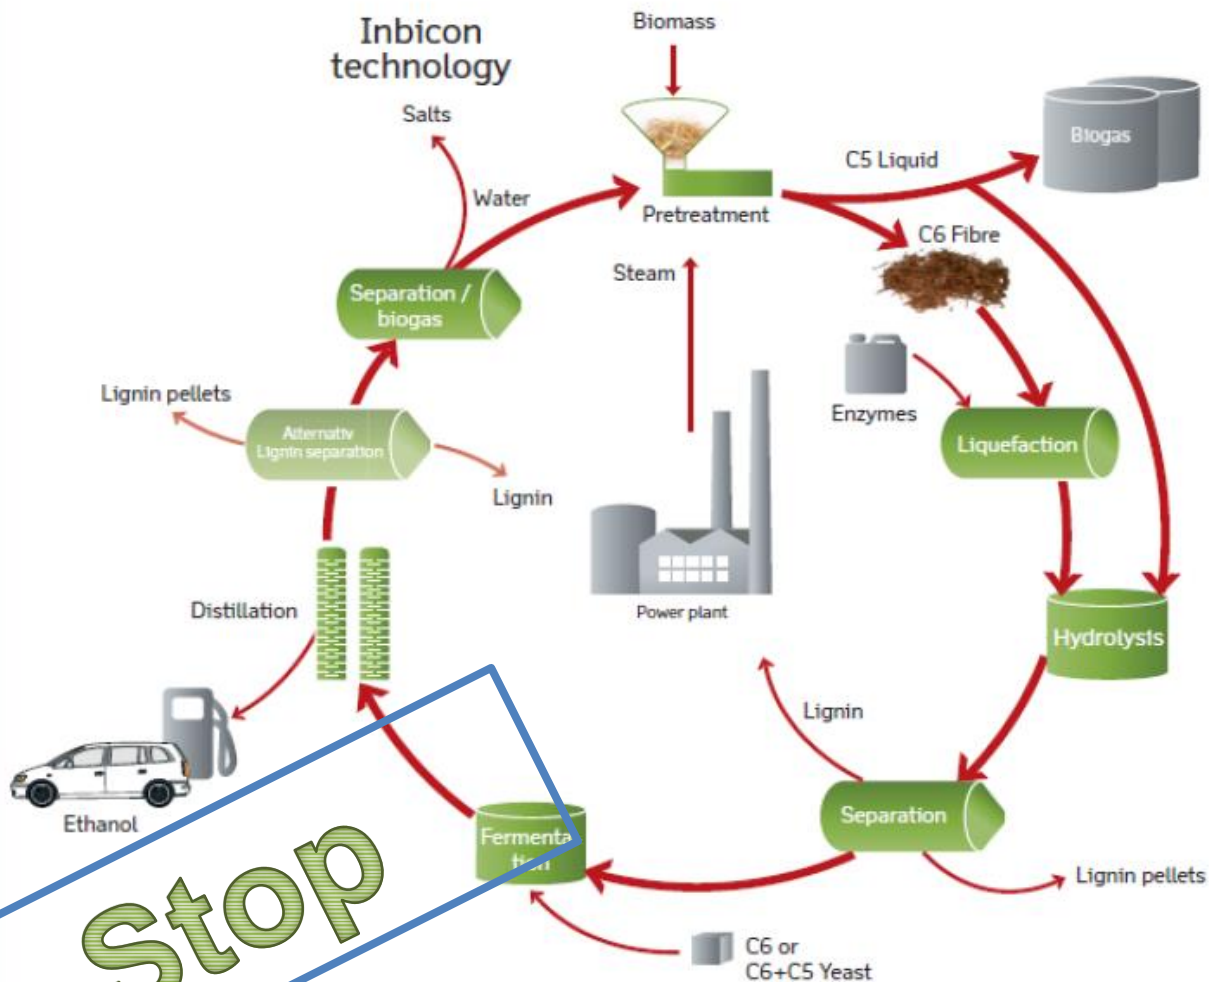 Inbicon
technology
Biomass
Salts
Water
Pretreatment
C5 Liquid
Biogas
C6 Fibre
Steam
Separation /
biogas
Enzymes
Liquefaction
Lignin pellets
Alternativ
Lignin separation
Lignin
Power plant
Distillation
Hydrolysis
Lignin
Separation
Lignin pellets
Ethanol
Fermenta
tion
Stop
C6 or
C6+C5 Yeast